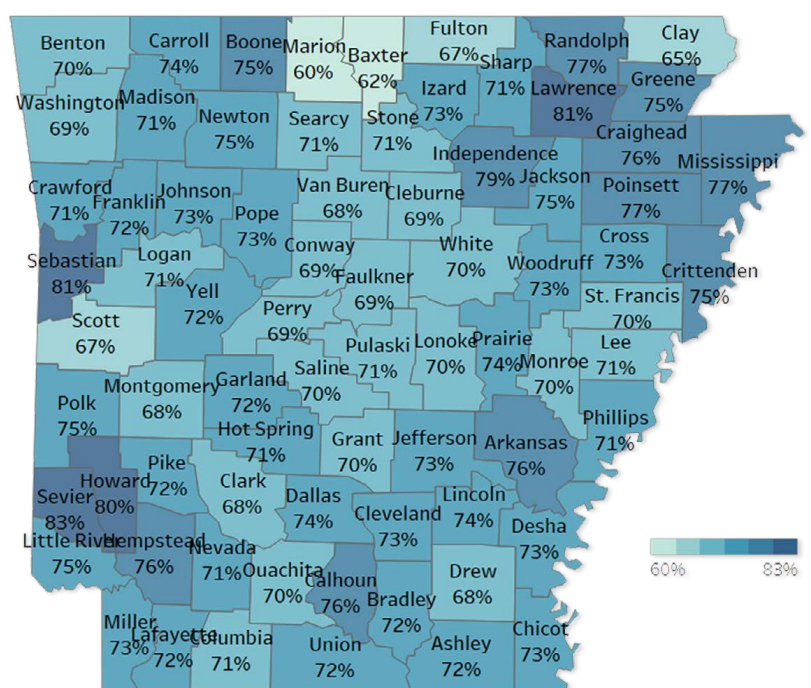 Benton
70%
Carroll
74%
Boone
75%
Marion
60%
Baxter
62%
Fulton
67%
Sharp
71%
Randolph
77%
Clay
65%
Washington
69%
Madison
71%
Newton
75%
Searcy
71%
Stone
71%
Izard
73%
Lawrence
81%
Greene
75%
Independence
79%
Jackson
75%
Craighead
76%
Mississippi
77%
Poinsett
77%
Crawford
71%
Franklin
72%
Johnson
73%
Pope
73%
Van Buren
68%
Cleburne
69%
Sebastian
81%
Logan
71%
Conway
69%
Faulkner
69%
White
70%
Woodruff
73%
Cross
73%
Crittenden
75%
Yell
72%
St. Francis
70%
Scott
67%
Perry
69%
Pulaski
71%
Lonoke
70%
Prairie
74%
Monroe
70%
Lee
71%
Saline
70%
Garland
72%
Montgomery
68%
Polk
75%
Hot Spring
71%
Grant
70%
Jefferson
73%
Arkansas
76%
Phillips
71%
Pike
72%
Howard
80%
Sevier
83%
Clark
68%
Dallas
74%
Cleveland
73%
Lincoln
74%
Desha
73%
Little River
75%
Hempstead
76%
Nevada
71%
Ouachita
70%
Calhoun
76%
Bradley
72%
Drew
68%
Miller
73%
Lafayette
72%
Columbia
71%
Union
72%
Ashley
72%
Chicot
73%
60%
83%